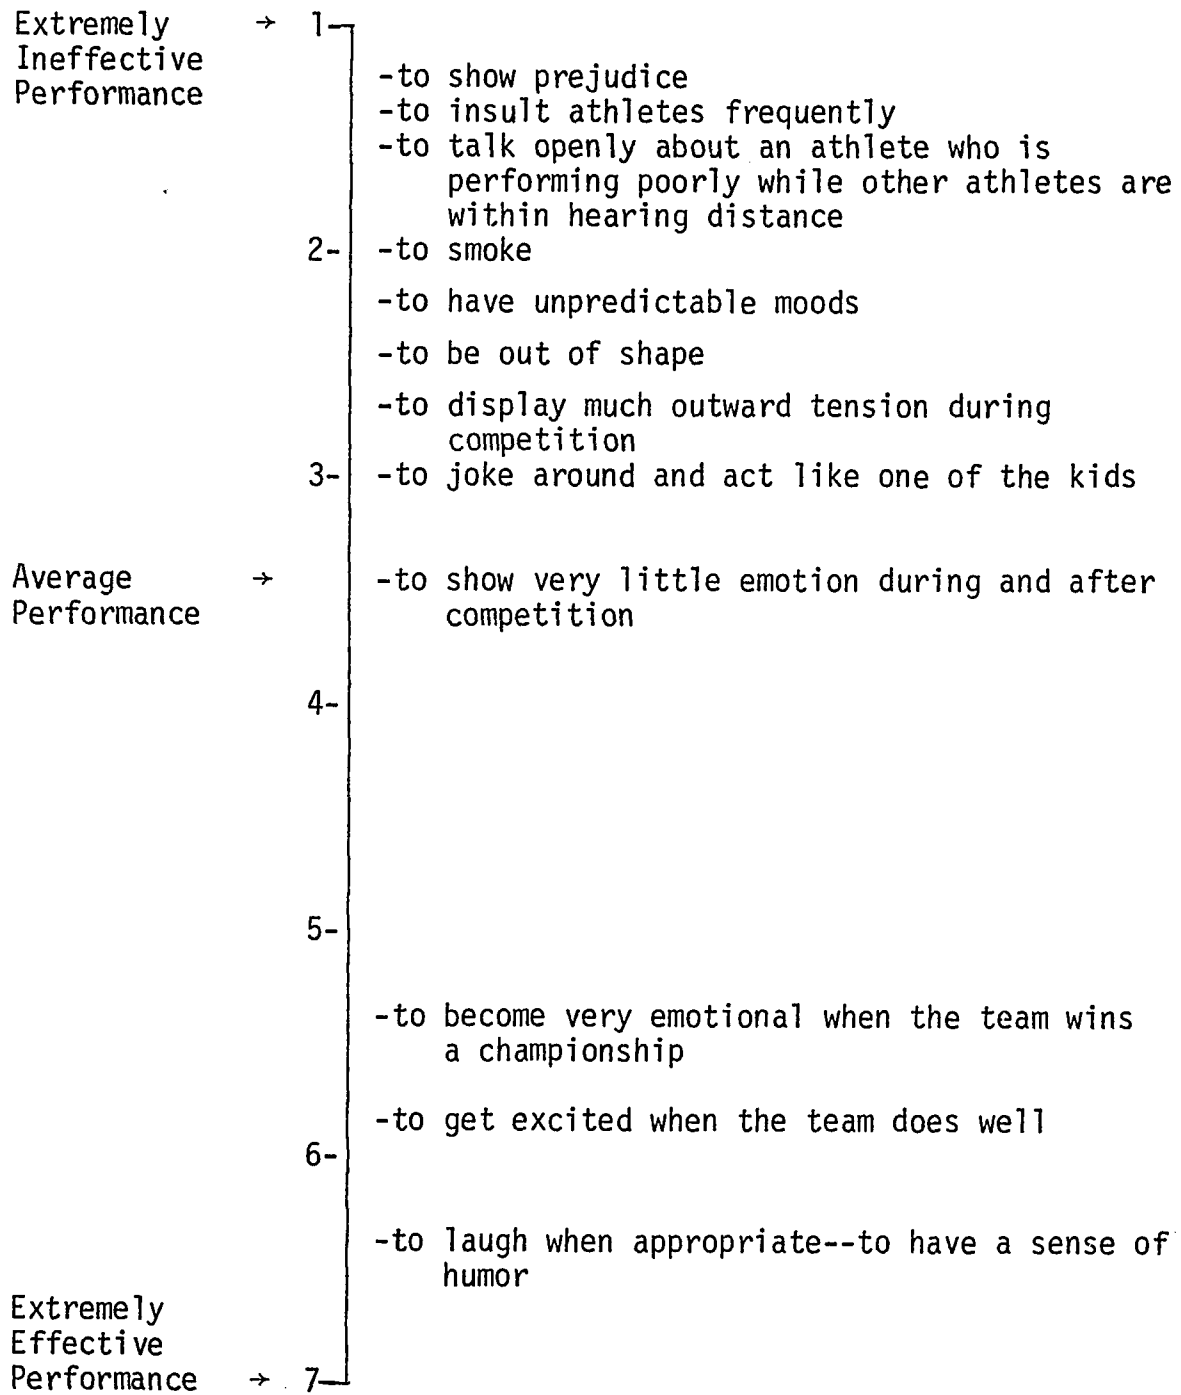 Extremely → 1-
Ineffective
Performance
-to show prejudice
-to insult athletes frequently
-to talk openly about an athlete who is
performing poorly while other athletes are
within hearing distance
2- -to smoke
-to have unpredictable moods
-to be out of shape
-to display much outward tension during
competition
3- -to joke around and act like one of the kids
Average → -to show very little emotion during and after
Performance competition
4-
5-
-to become very emotional when the team wins
a championship
-to get excited when the team does well
6-
-to laugh when appropriate--to have a sense of
humor
Extremely
Effective
Performance → 7-